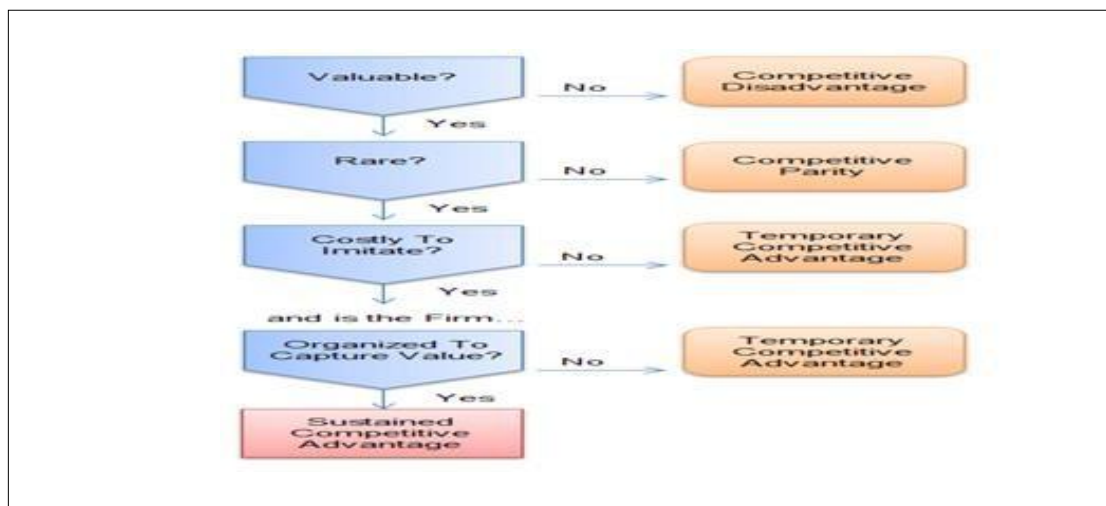 Valuable?
No
Competitive
Disadvantage
Yes
Rare?
No
Competitive
Parity
Yes
Costly To
Imitate?
No
Temporary
Competitive
Advantage
Yes
and is the Firm...
Organized To
Capture Value?
No
Temporary
Competitive
Advantage
Yes
Sustained
Competitive
Advantage